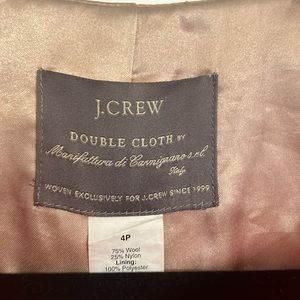 J.CREW
DOUBLE CLOTH BY
Manifattura di Carmignano s.r.l.
Italy
WOVEN EXCLUSIVELY FOR J.CREW SINCE 1999
4P
75% Wool
25% Nylon
Lining:
100% Polyester